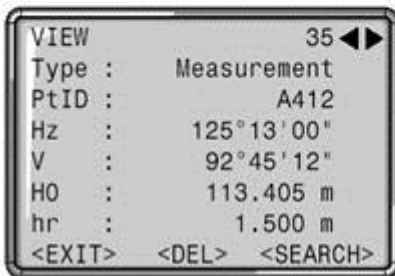 VIEW 35 ◀▶
Type : Measurement
PtID : A412
Hz : 125°13'00"
V : 92°45'12"
HO : 113.405 m
hr : 1.500 m
<EXIT> <DEL> <SEARCH>